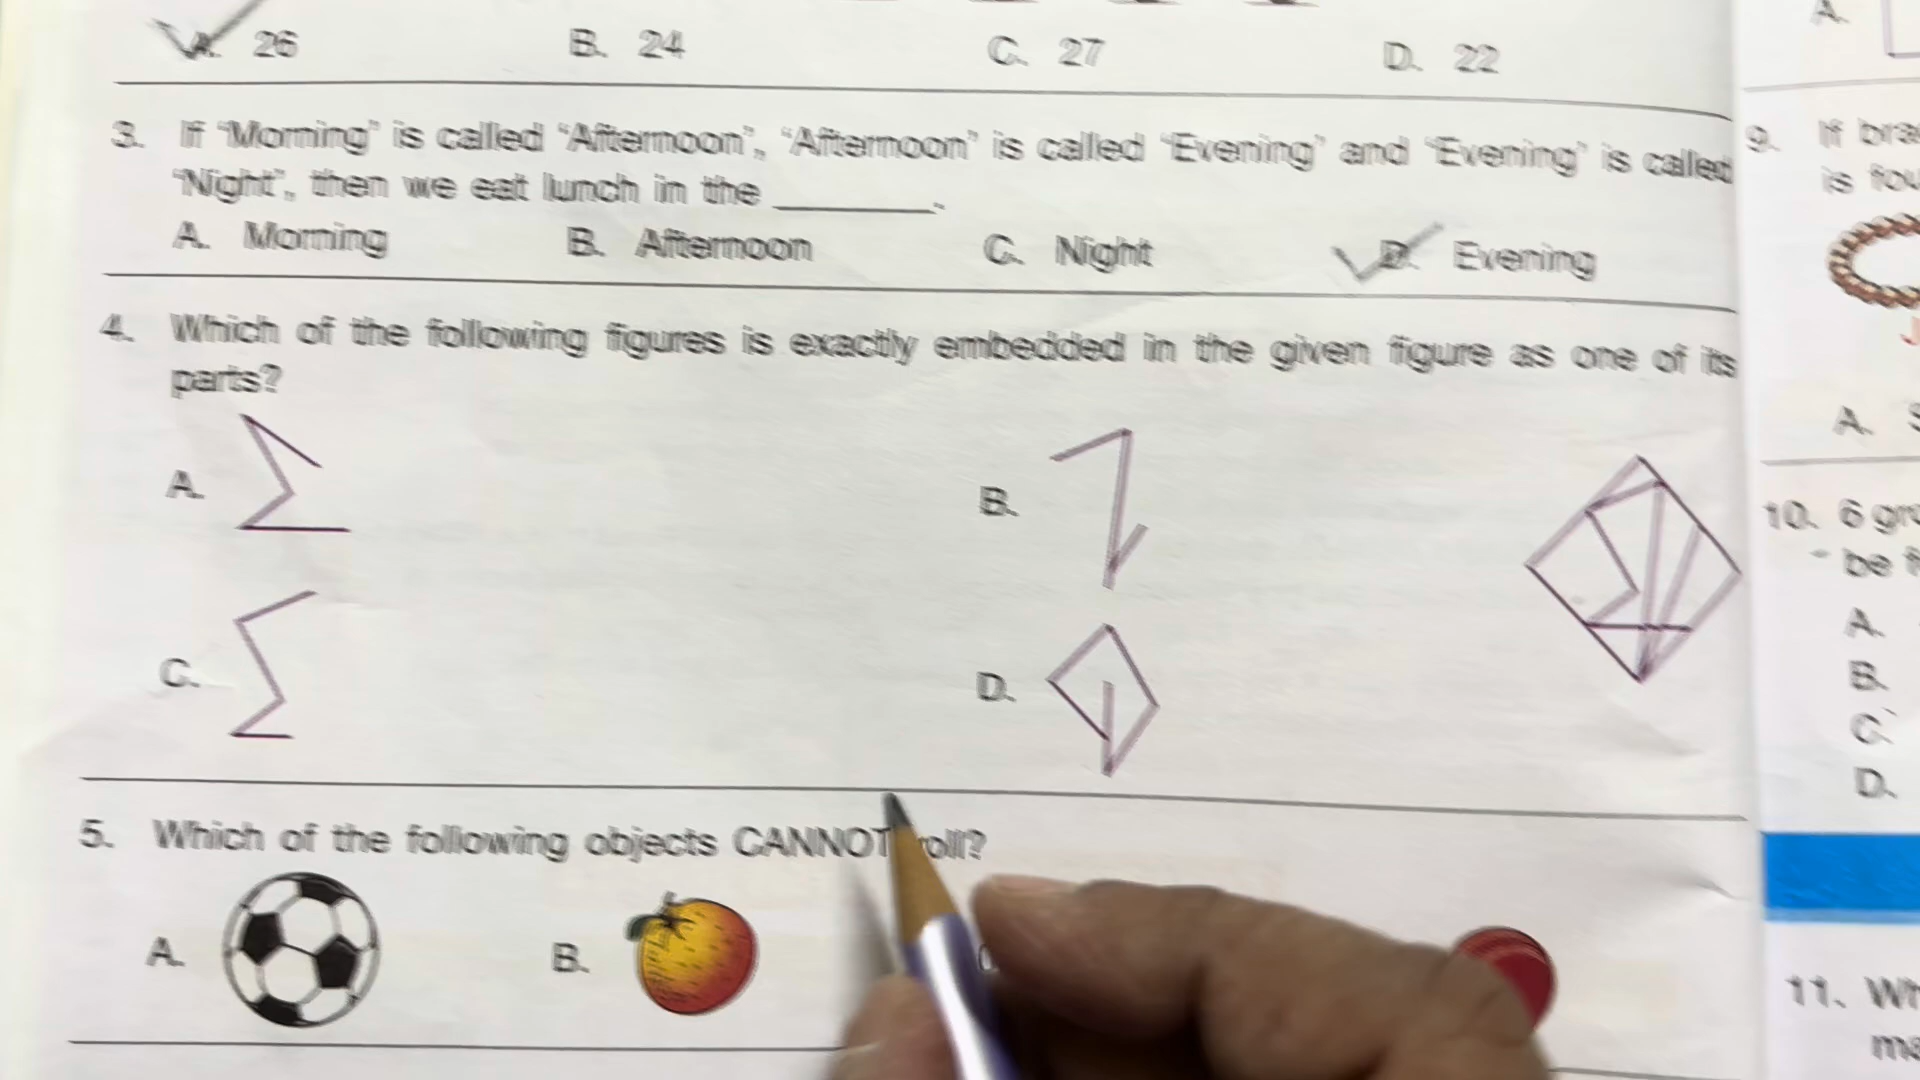 A. 26 B. 24 C. 27 D. 22
3. If "Morning" is called "Afternoon", "Afternoon" is called "Evening" and "Evening" is called
"Night", then we eat lunch in the ________.
A. Morning B. Afternoon C. Night D. Evening
4. Which of the following figures is exactly embedded in the given figure as one of its
parts?
A. B.
C. D.
5. Which of the following objects CANNOT roll?
A. B.
A.
9. If
is
A.
10. 6
be
A.
B.
C.
D.
11.